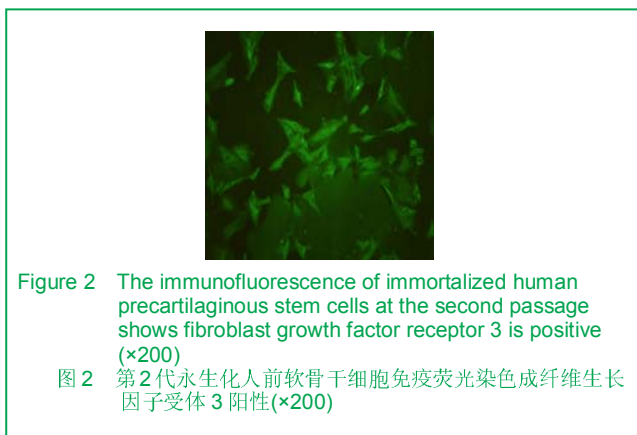 Figure 2 The immunofluorescence of immortalized human
precartilaginous stem cells at the second passage
shows fibroblast growth factor receptor 3 is positive
(×200)
图 2 第2代永生化人前软骨干细胞免疫荧光染色成纤维生长
因子受体 3 阳性(×200)